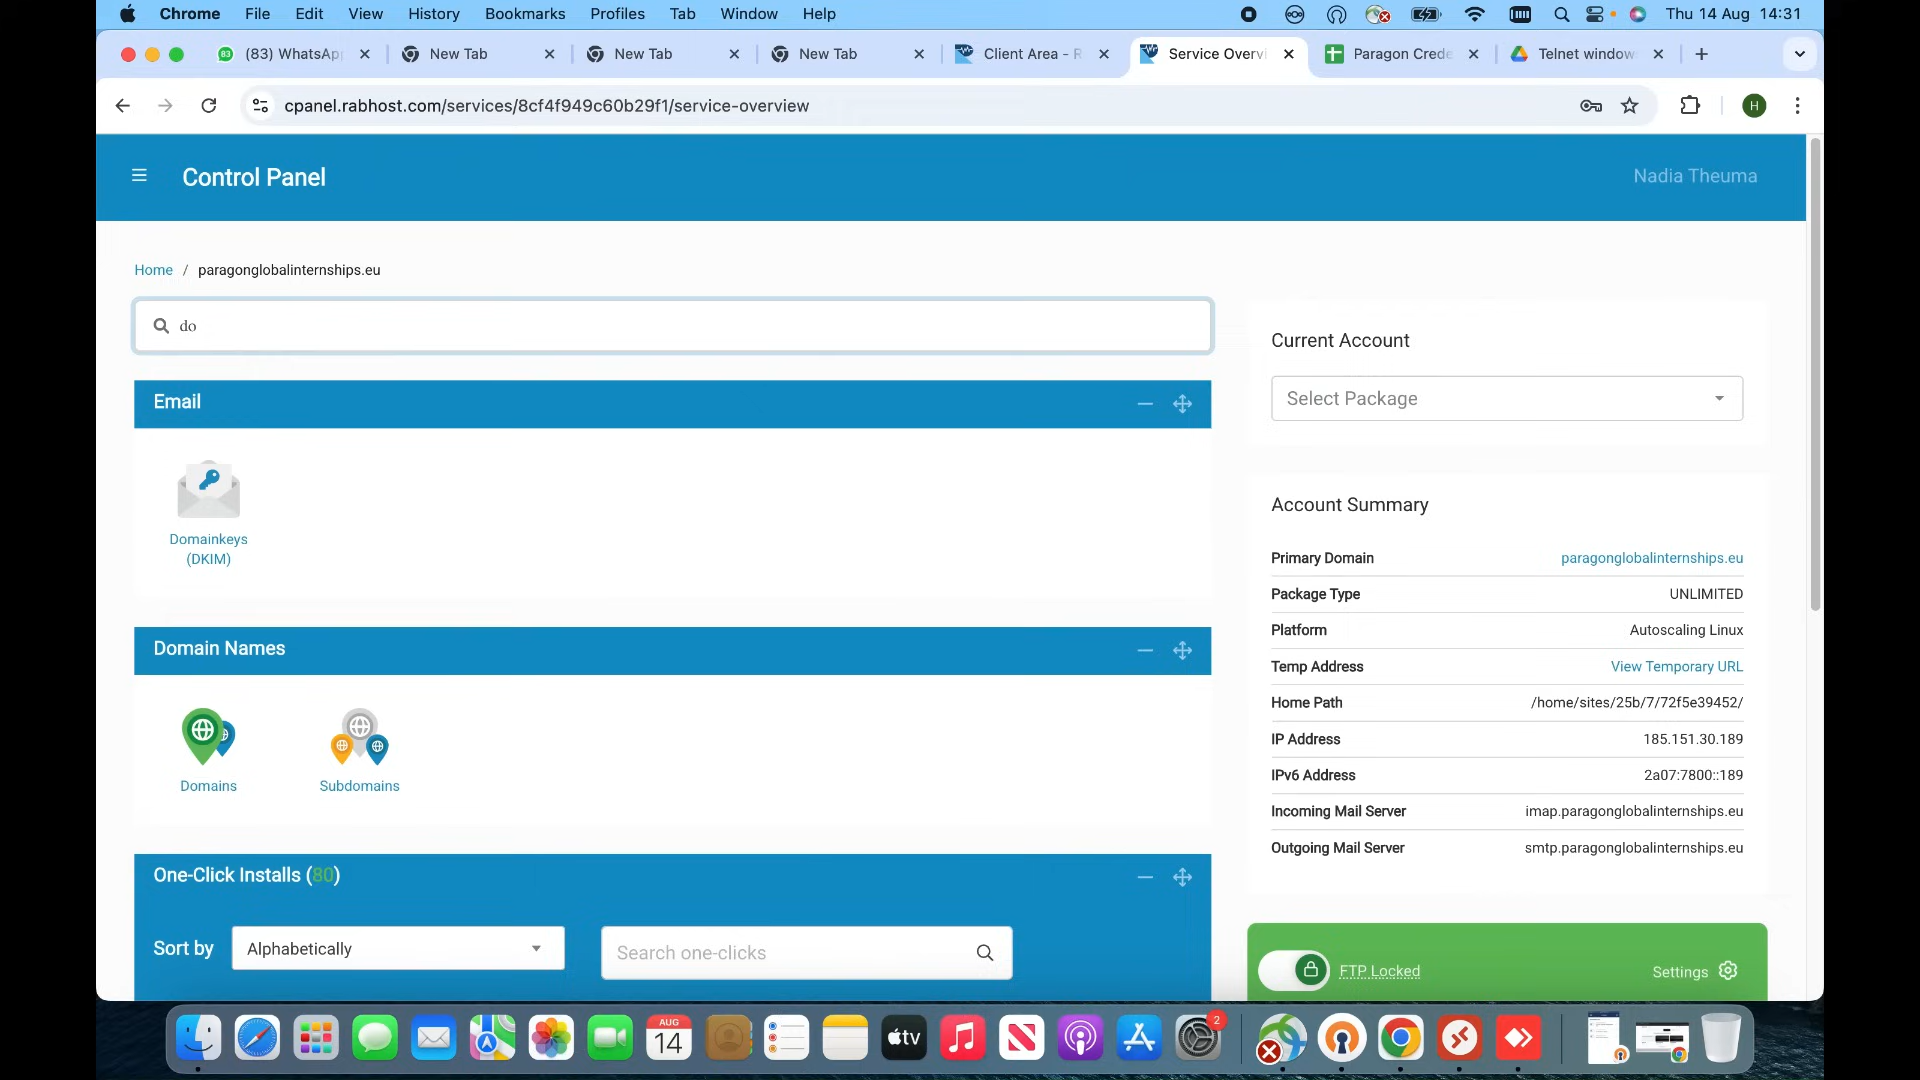 Chrome File Edit View History Bookmarks Profiles Tab Window Help Thu 14 Aug 14:31
(83) WhatsAp New Tab New Tab New Tab Client Area - R Service Overvi Paragon Crede Telnet window
cpanel.rabhost.com/services/8cf4f949c60b29f1/service-overview H
Control Panel Nadia Theuma
Home / paragonglobalinternships.eu
do
Email
Domainkeys
(DKIM)
Domain Names
Domains Subdomains
One-Click Installs (80)
Sort by Alphabetically Search one-clicks
Current Account
Select Package
Account Summary
Primary Domain paragonglobalinternships.eu
Package Type UNLIMITED
Platform Autoscaling Linux
Temp Address View Temporary URL
Home Path /home/sites/25b/7/72f5e39452/
IP Address 185.151.30.189
IPv6 Address 2a07:7800::189
Incoming Mail Server imap.paragonglobalinternships.eu
Outgoing Mail Server smtp.paragonglobalinternships.eu
FTP Locked Settings
AUG
14
tv
2